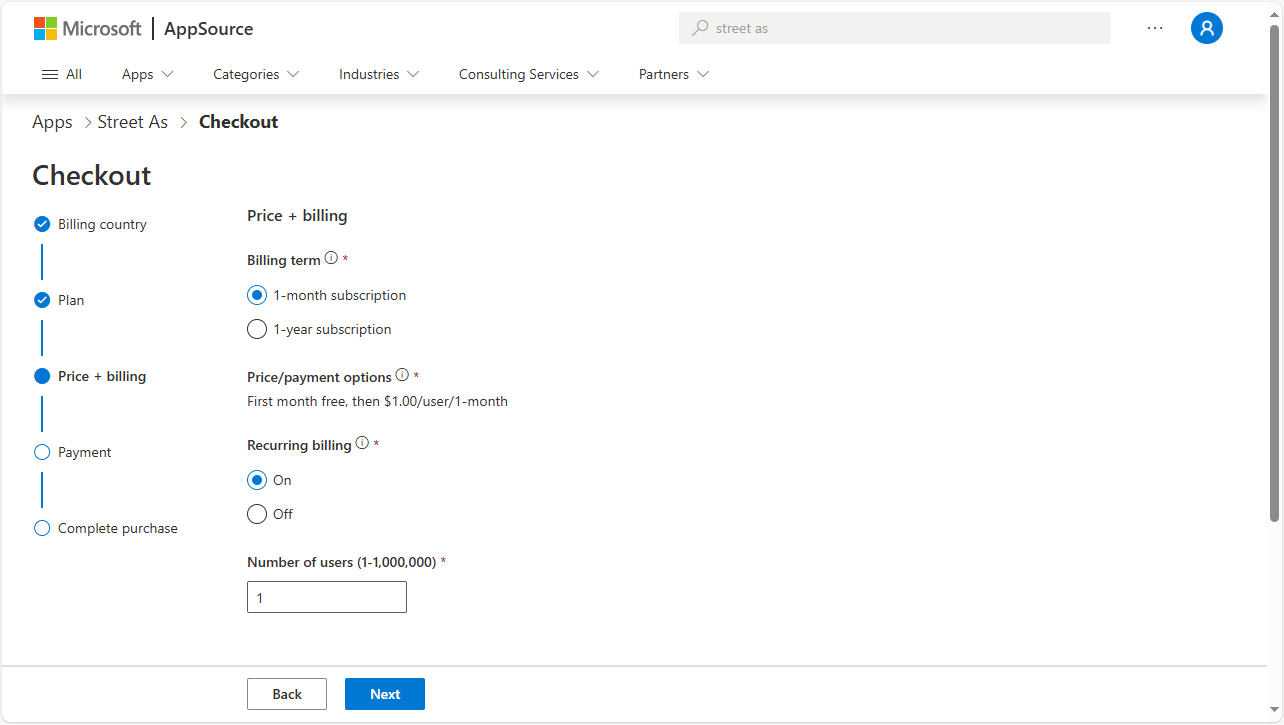 Microsoft | AppSource
street as
All Apps Categories Industries Consulting Services Partners
Apps > Street As > Checkout
Checkout
Billing country
Plan
Price + billing
Payment
Complete purchase
Price + billing
Billing term *
1-month subscription
1-year subscription
Price/payment options *
First month free, then $1.00/user/1-month
Recurring billing *
On
Off
Number of users (1-1,000,000) *
1
Back Next